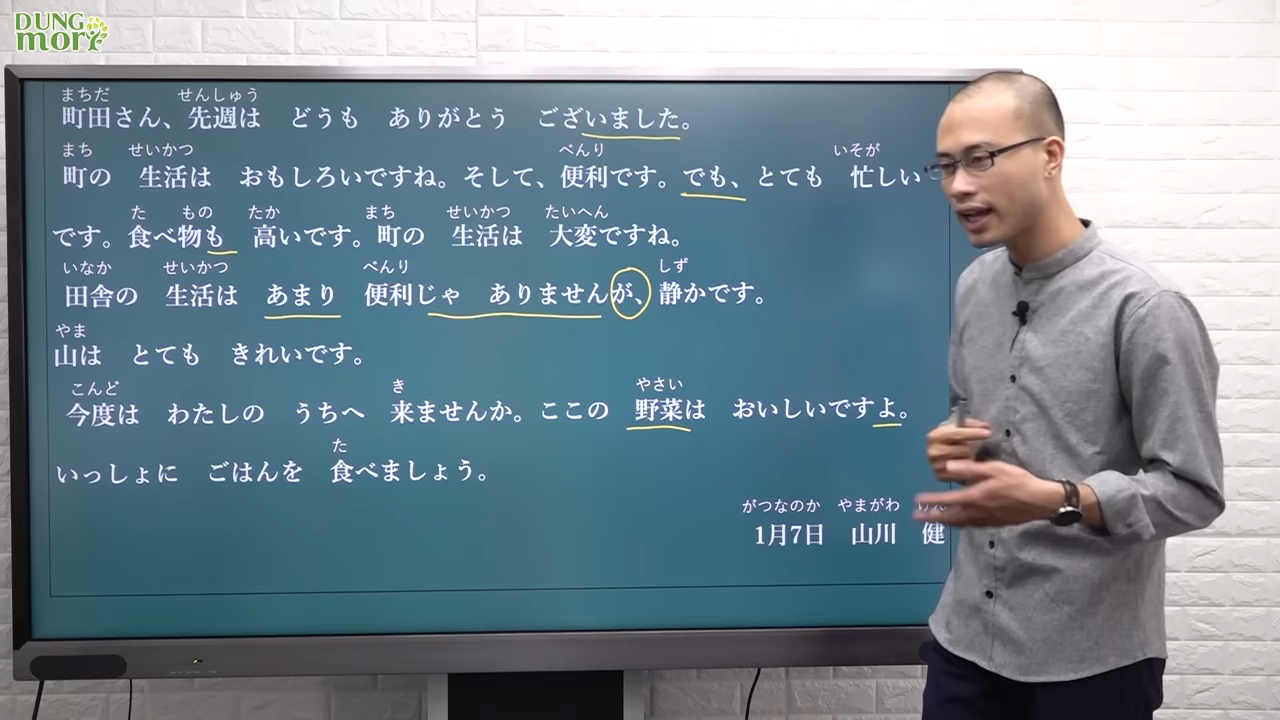 DUNG
mori
まちだ せんしゅう
町田さん、先週は どうも ありがとう ございました。
まち せいかつ べんり いそが
町の 生活は おもしろいですね。そして、便利です。でも、とても 忙しい
た もの たか まち せいかつ たいへん
です。食べ物も 高いです。町の 生活は 大変ですね。
いなか せいかつ べんり しず
田舎の 生活は あまり 便利じゃ ありませんが、静かです。
やま
山は とても きれいです。
こんど き やさい
今度は わたしの うちへ 来ませんか。ここの 野菜は おいしいですよ。
た
いっしょに ごはんを 食べましょう。
がつなのか やまがわ
1月7日 山川 健